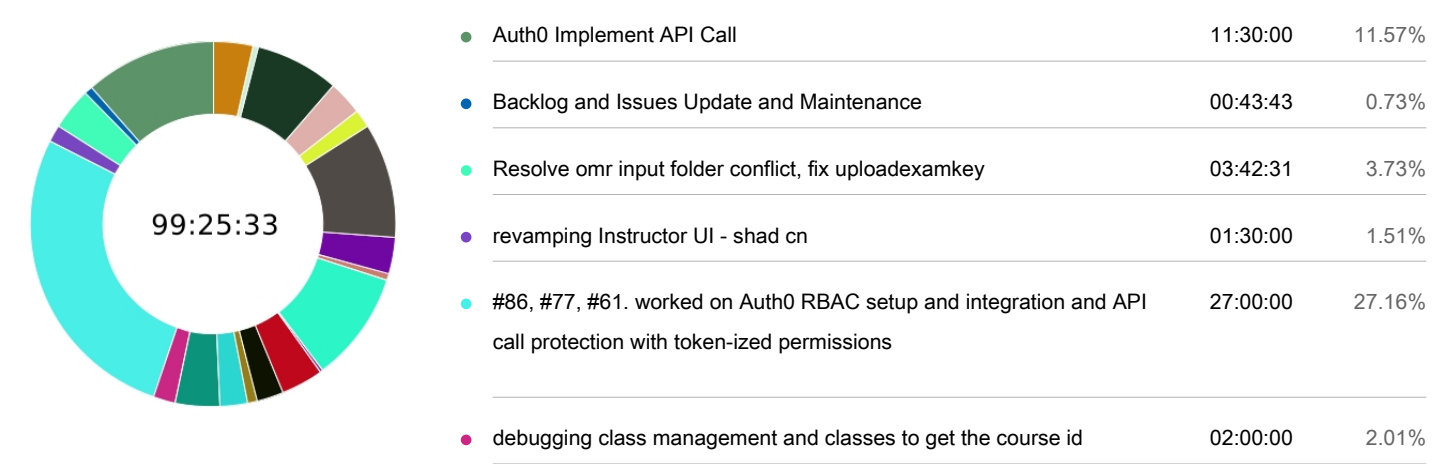 99:25:33
Auth0 Implement API Call 11:30:00 11.57%
Backlog and Issues Update and Maintenance 00:43:43 0.73%
Resolve omr input folder conflict, fix uploadexamkey 03:42:31 3.73%
revamping Instructor UI - shad cn 01:30:00 1.51%
#86, #77, #61. worked on Auth0 RBAC setup and integration and API 27:00:00 27.16%
call protection with token-ized permissions
debugging class management and classes to get the course id 02:00:00 2.01%